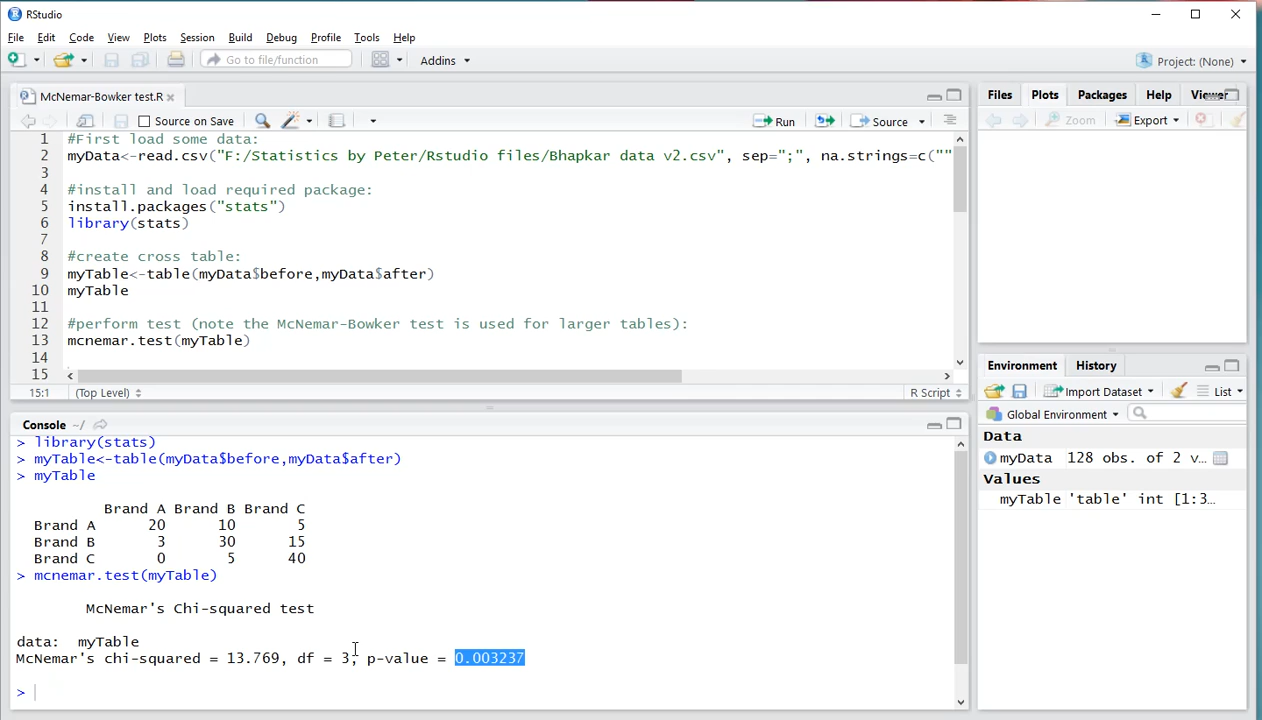 RStudio
File Edit Code View Plots Session Build Debug Profile Tools Help
Go to file/function Addins Project: (None)
McNemar-Bowker test.R
Source on Save Run Source
1 #First load some data:
2 myData<-read.csv("F:/Statistics by Peter/Rstudio files/Bhapkar data v2.csv", sep=";", na.strings=c(""
3
4 #install and load required package:
5 install.packages("stats")
6 library(stats)
7
8 #create cross table:
9 myTable<-table(myData$before,myData$after)
10 myTable
11
12 #perform test (note the McNemar-Bowker test is used for larger tables):
13 mcnemar.test(myTable)
14
15
15:1 (Top Level) R Script
Console ~/
> library(stats)
> myTable<-table(myData$before,myData$after)
> myTable
Brand A Brand B Brand C
Brand A 20 10 5
Brand B 3 30 15
Brand C 0 5 40
> mcnemar.test(myTable)
McNemar's Chi-squared test
data: myTable
McNemar's chi-squared = 13.769, df = 3, p-value = 0.003237
>
Files Plots Packages Help Viewer
Zoom Export
Environment History
Import Dataset List
Global Environment
Data
myData 128 obs. of 2 v…
Values
myTable 'table' int [1:3…